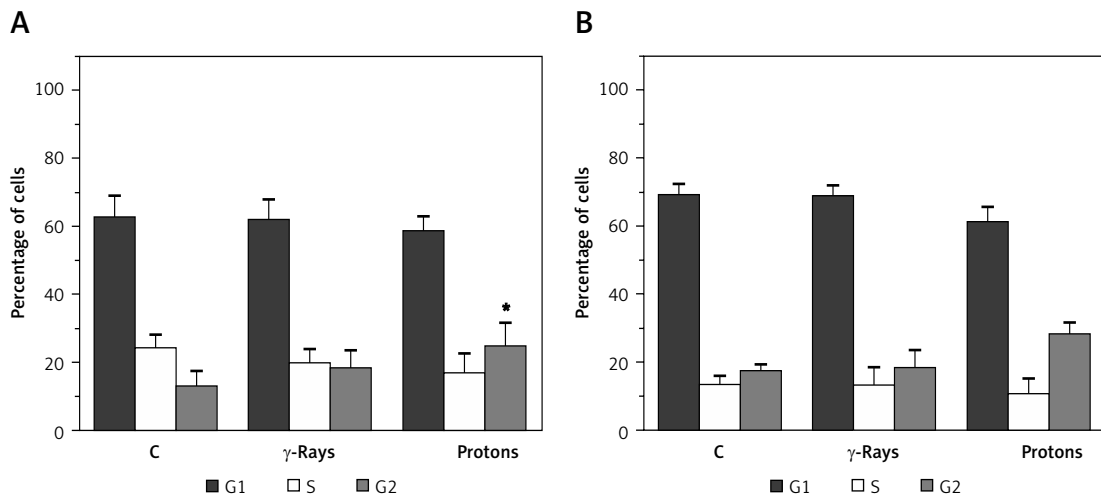 A
Percentage of cells
100
80
60
40
20
0
*
C γ-Rays Protons
G1 S G2
B
Percentage of cells
100
80
60
40
20
0
C γ-Rays Protons
G1 S G2